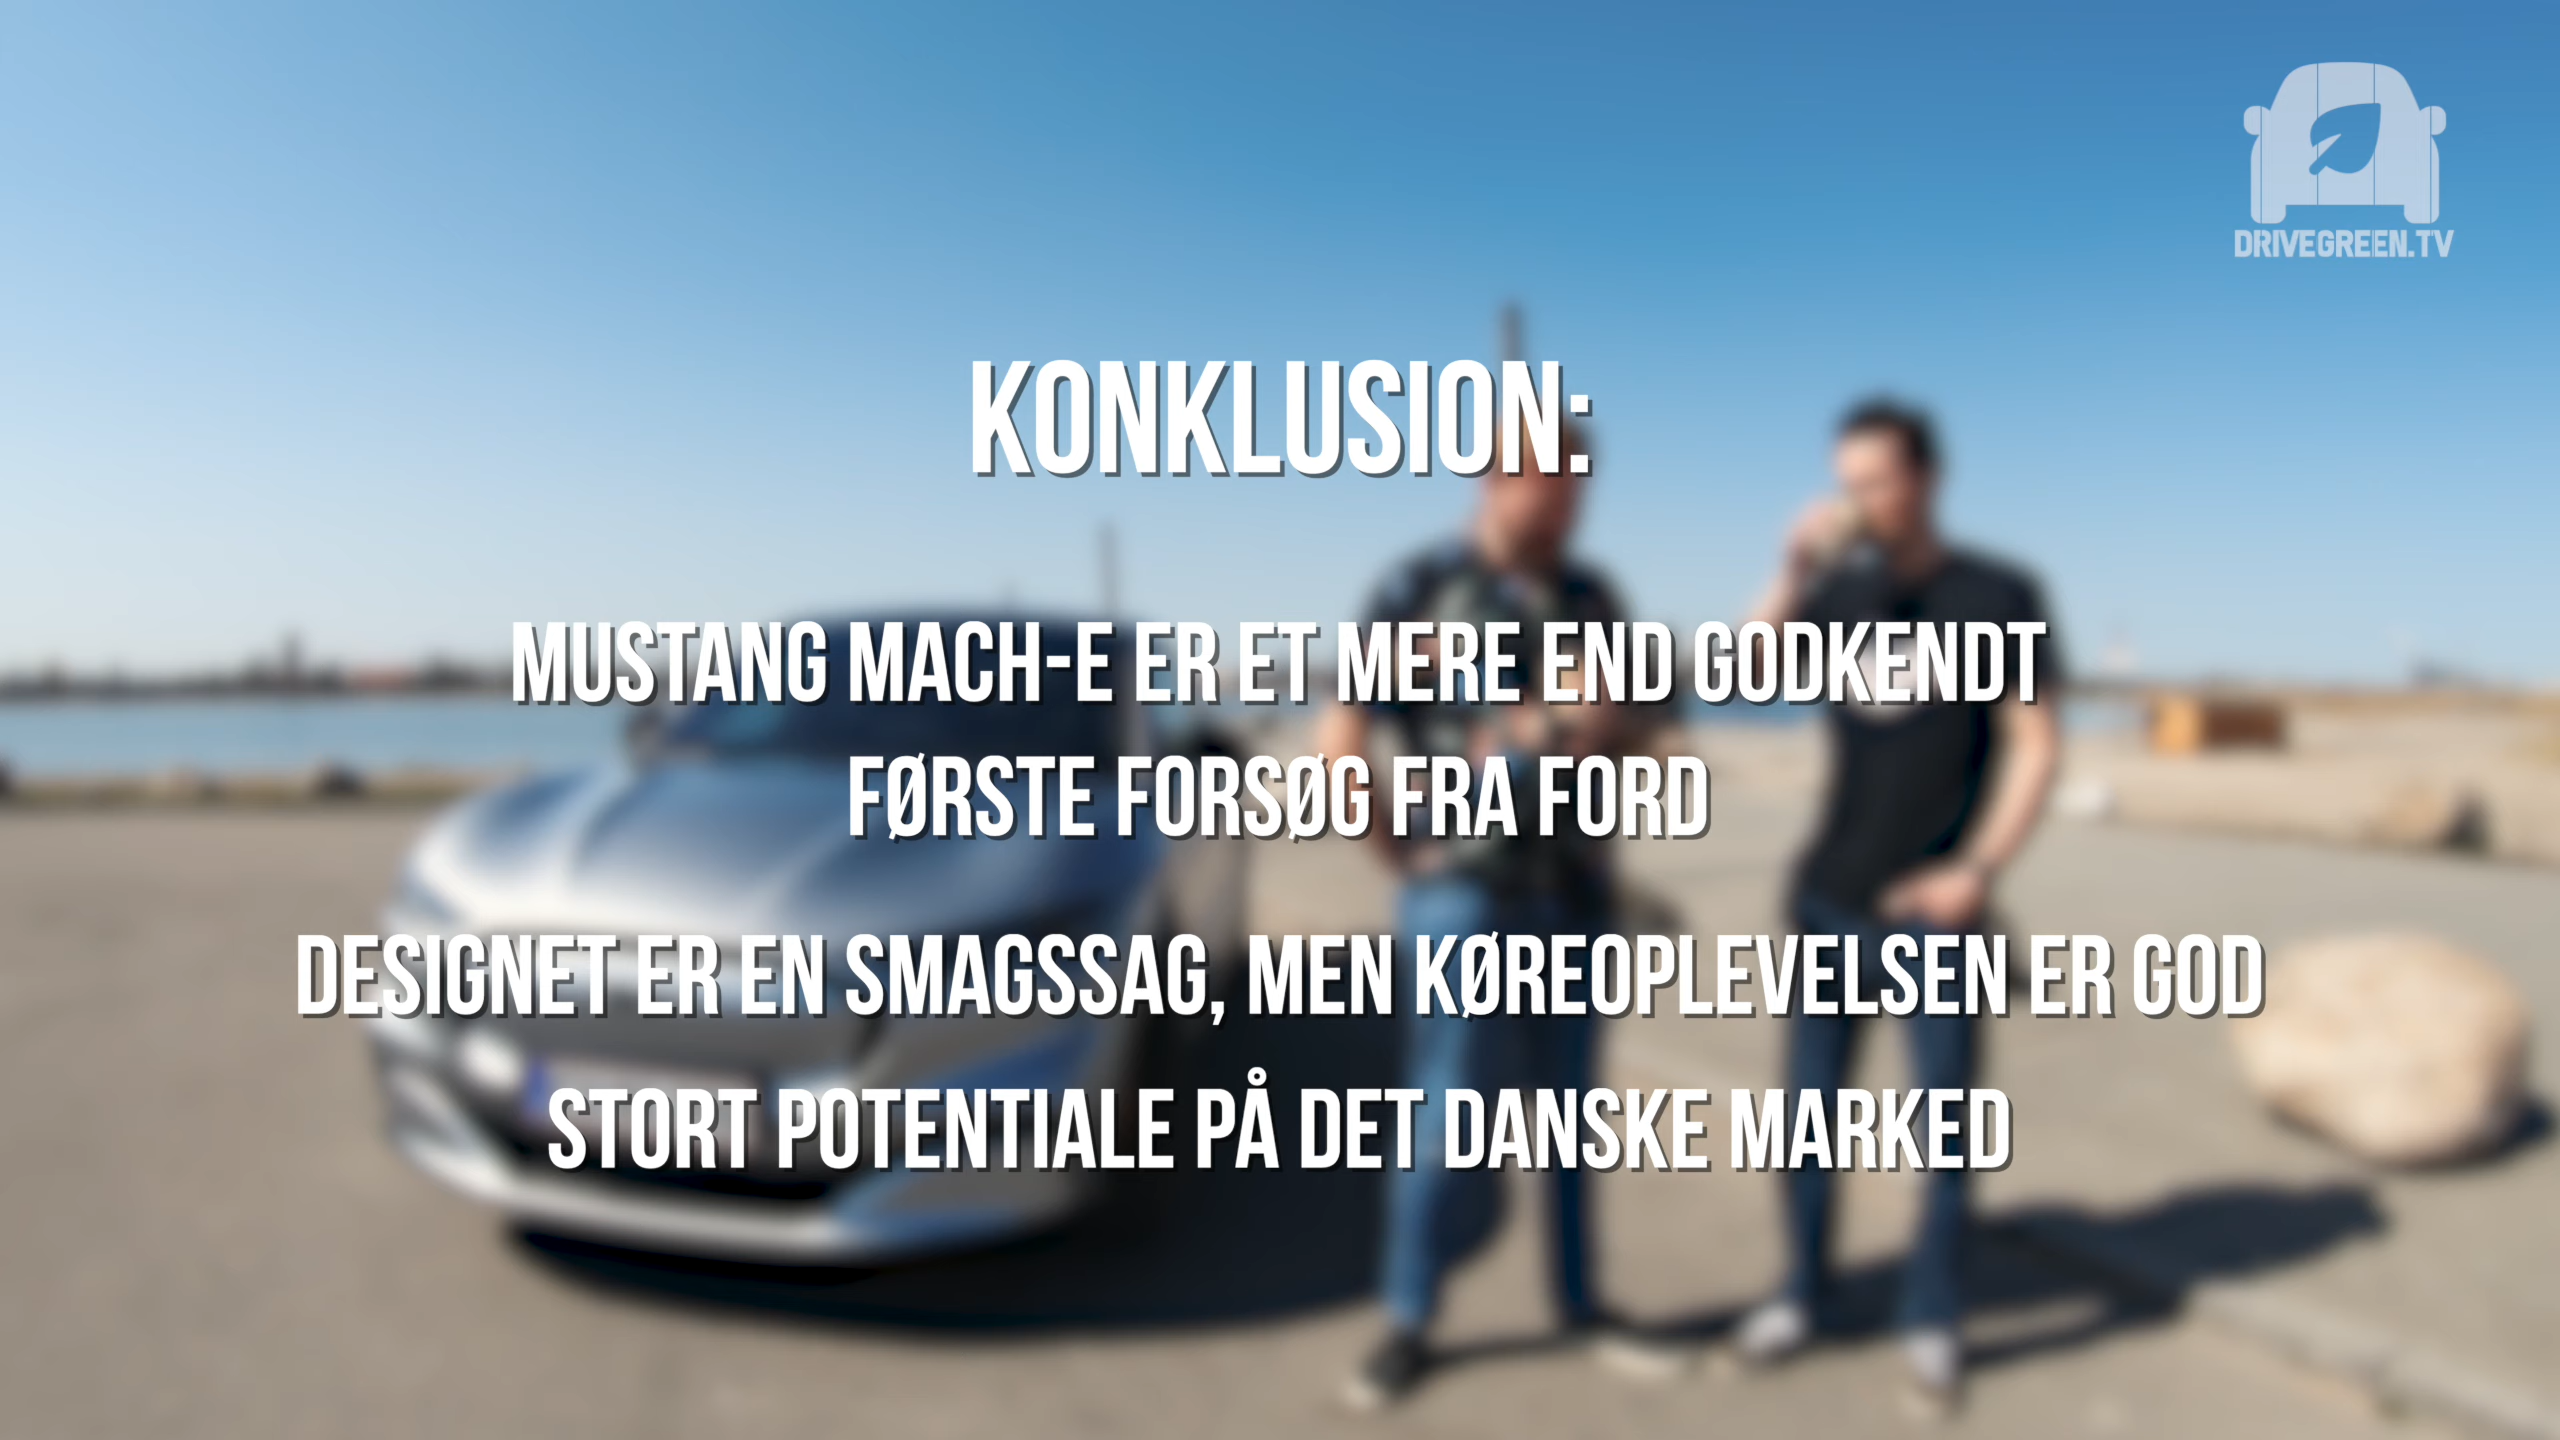 DRIVEGREEN.TV
KONKLUSION:
MUSTANG MACH-E ER ET MERE END GODKENDT
FØRSTE FORSØG FRA FORD
DESIGNET ER EN SMAGSSAG, MEN KØREOPLEVELSEN ER GOD
STORT POTENTIALE PÅ DET DANSKE MARKED